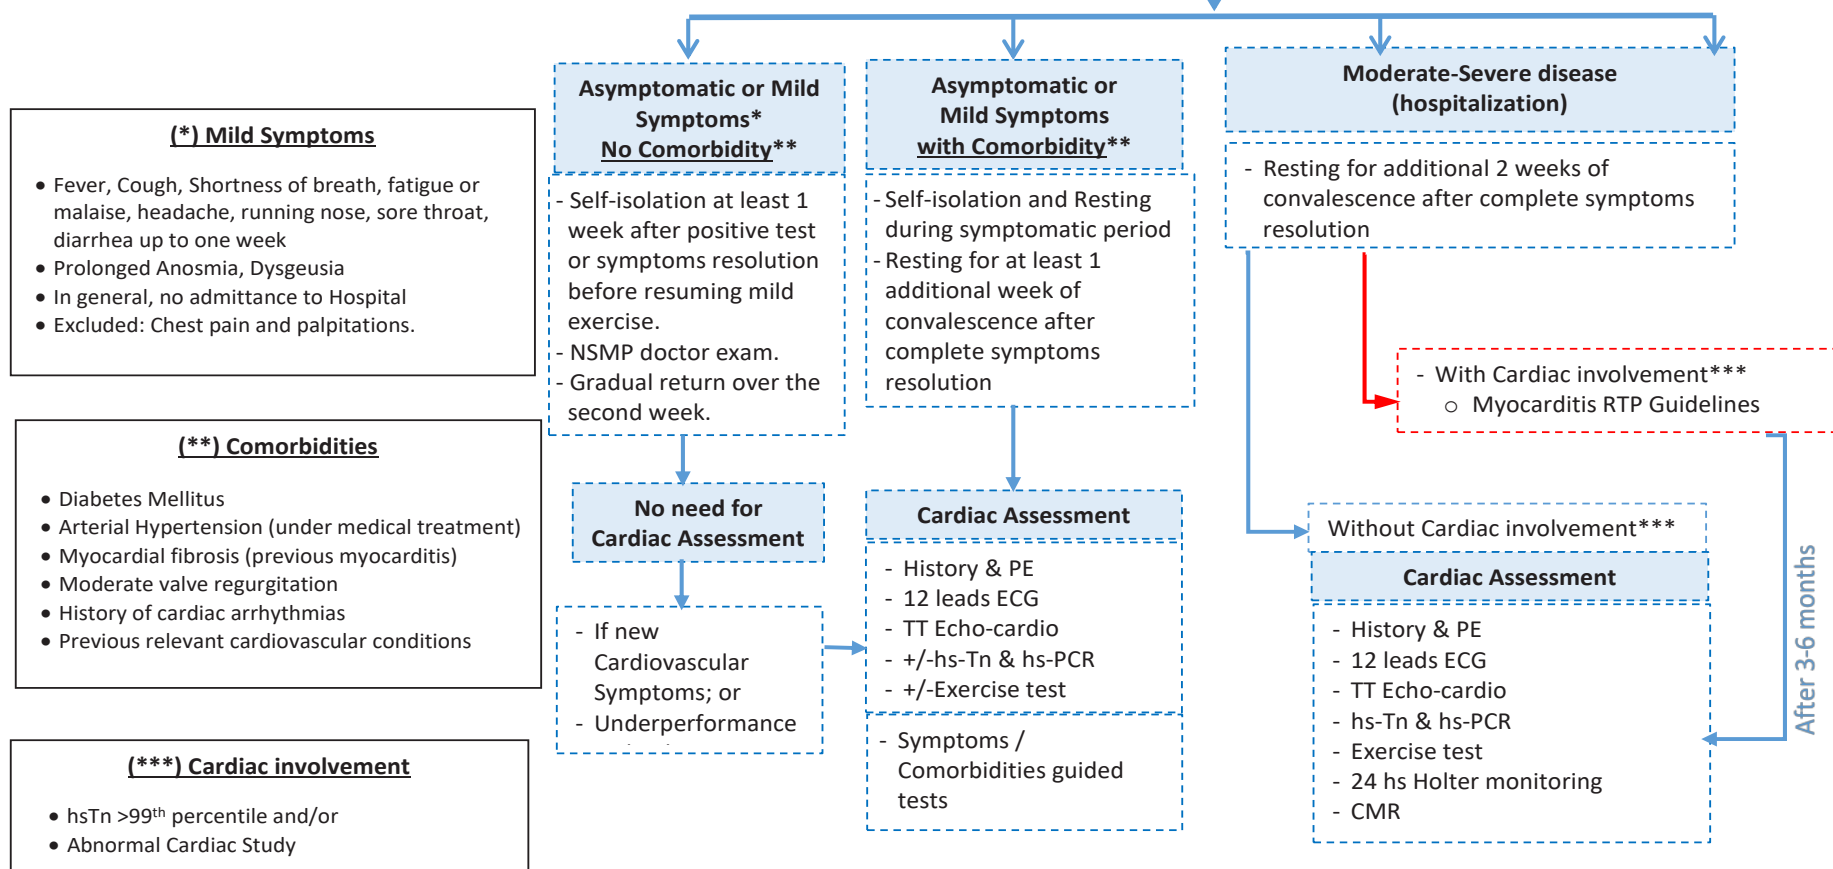 (*) Mild Symptoms
• Fever, Cough, Shortness of breath, fatigue or
malaise, headache, running nose, sore throat,
diarrhea up to one week
• Prolonged Anosmia, Dysgeusia
• In general, no admittance to Hospital
• Excluded: Chest pain and palpitations.
(**) Comorbidities
• Diabetes Mellitus
• Arterial Hypertension (under medical treatment)
• Myocardial fibrosis (previous myocarditis)
• Moderate valve regurgitation
• History of cardiac arrhythmias
• Previous relevant cardiovascular conditions
(***) Cardiac involvement
• hsTn >99th percentile and/or
• Abnormal Cardiac Study
Asymptomatic or Mild
Symptoms*
No Comorbidity**
- Self-isolation at least 1
week after positive test
or symptoms resolution
before resuming mild
exercise.
- NSMP doctor exam.
- Gradual return over the
second week.
No need for
Cardiac Assessment
- If new
Cardiovascular
Symptoms; or
- Underperformance
Asymptomatic or
Mild Symptoms
with Comorbidity**
- Self-isolation and Resting
during symptomatic period
- Resting for at least 1
additional week of
convalescence after
complete symptoms
resolution
Cardiac Assessment
- History & PE
- 12 leads ECG
- TT Echo-cardio
- +/-hs-Tn & hs-PCR
- +/-Exercise test
- Symptoms /
Comorbidities guided
tests
Moderate-Severe disease
(hospitalization)
- Resting for additional 2 weeks of
convalescence after complete symptoms
resolution
- With Cardiac involvement***
o Myocarditis RTP Guidelines
Without Cardiac involvement***
Cardiac Assessment
- History & PE
- 12 leads ECG
- TT Echo-cardio
- hs-Tn & hs-PCR
- Exercise test
- 24 hs Holter monitoring
- CMR
After 3-6 months